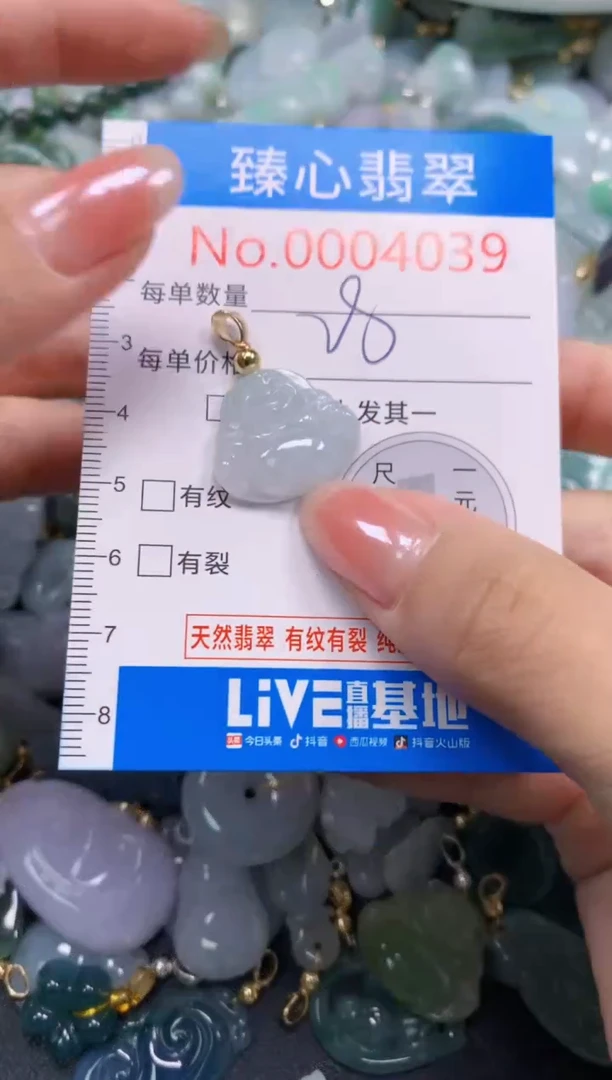 臻心翡翠
No.0004039
每单数量
3 每单价格
4 发其一
尺 一
元
5 有纹
6 有裂
7 天然翡翠 有纹有裂
LiVE直播基地
8 头条 今日头条 抖音 西瓜视频 抖音火山版